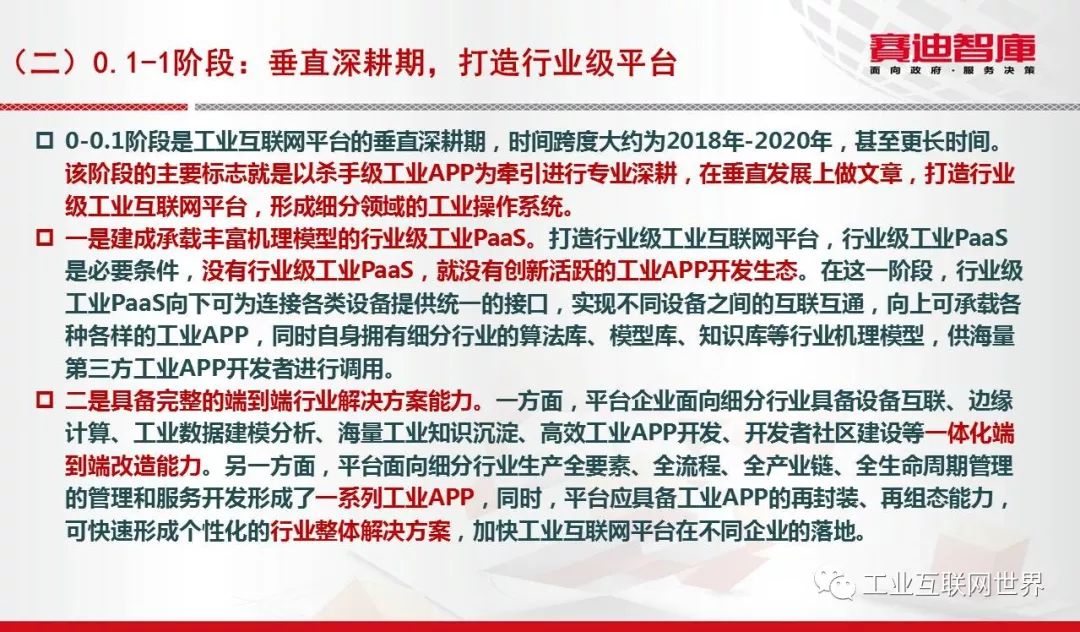 （二）0.1-1阶段：垂直深耕期，打造行业级平台
赛迪智庫
面向政府·服务决策
0-0.1阶段是工业互联网平台的垂直深耕期，时间跨度大约为2018年-2020年，甚至更长时间。
该阶段的主要标志就是以杀手级工业APP为牵引进行专业深耕，在垂直发展上做文章，打造行业
级工业互联网平台，形成细分领域的工业操作系统。
一是建成承载丰富机理模型的行业级工业PaaS。打造行业级工业互联网平台，行业级工业PaaS
是必要条件，没有行业级工业PaaS，就没有创新活跃的工业APP开发生态。在这一阶段，行业级
工业PaaS向下可为连接各类设备提供统一的接口，实现不同设备之间的互联互通，向上可承载各
种各样的工业APP，同时自身拥有细分行业的算法库、模型库、知识库等行业机理模型，供海量
第三方工业APP开发者进行调用。
二是具备完整的端到端行业解决方案能力。一方面，平台企业面向细分行业具备设备互联、边缘
计算、工业数据建模分析、海量工业知识沉淀、高效工业APP开发、开发者社区建设等一体化端
到端改造能力。另一方面，平台面向细分行业生产全要素、全流程、全产业链、全生命周期管理
的管理和服务开发形成了一系列工业APP，同时，平台应具备工业APP的再封装、再组态能力，
可快速形成个性化的行业整体解决方案，加快工业互联网平台在不同企业的落地。
工业互联网世界